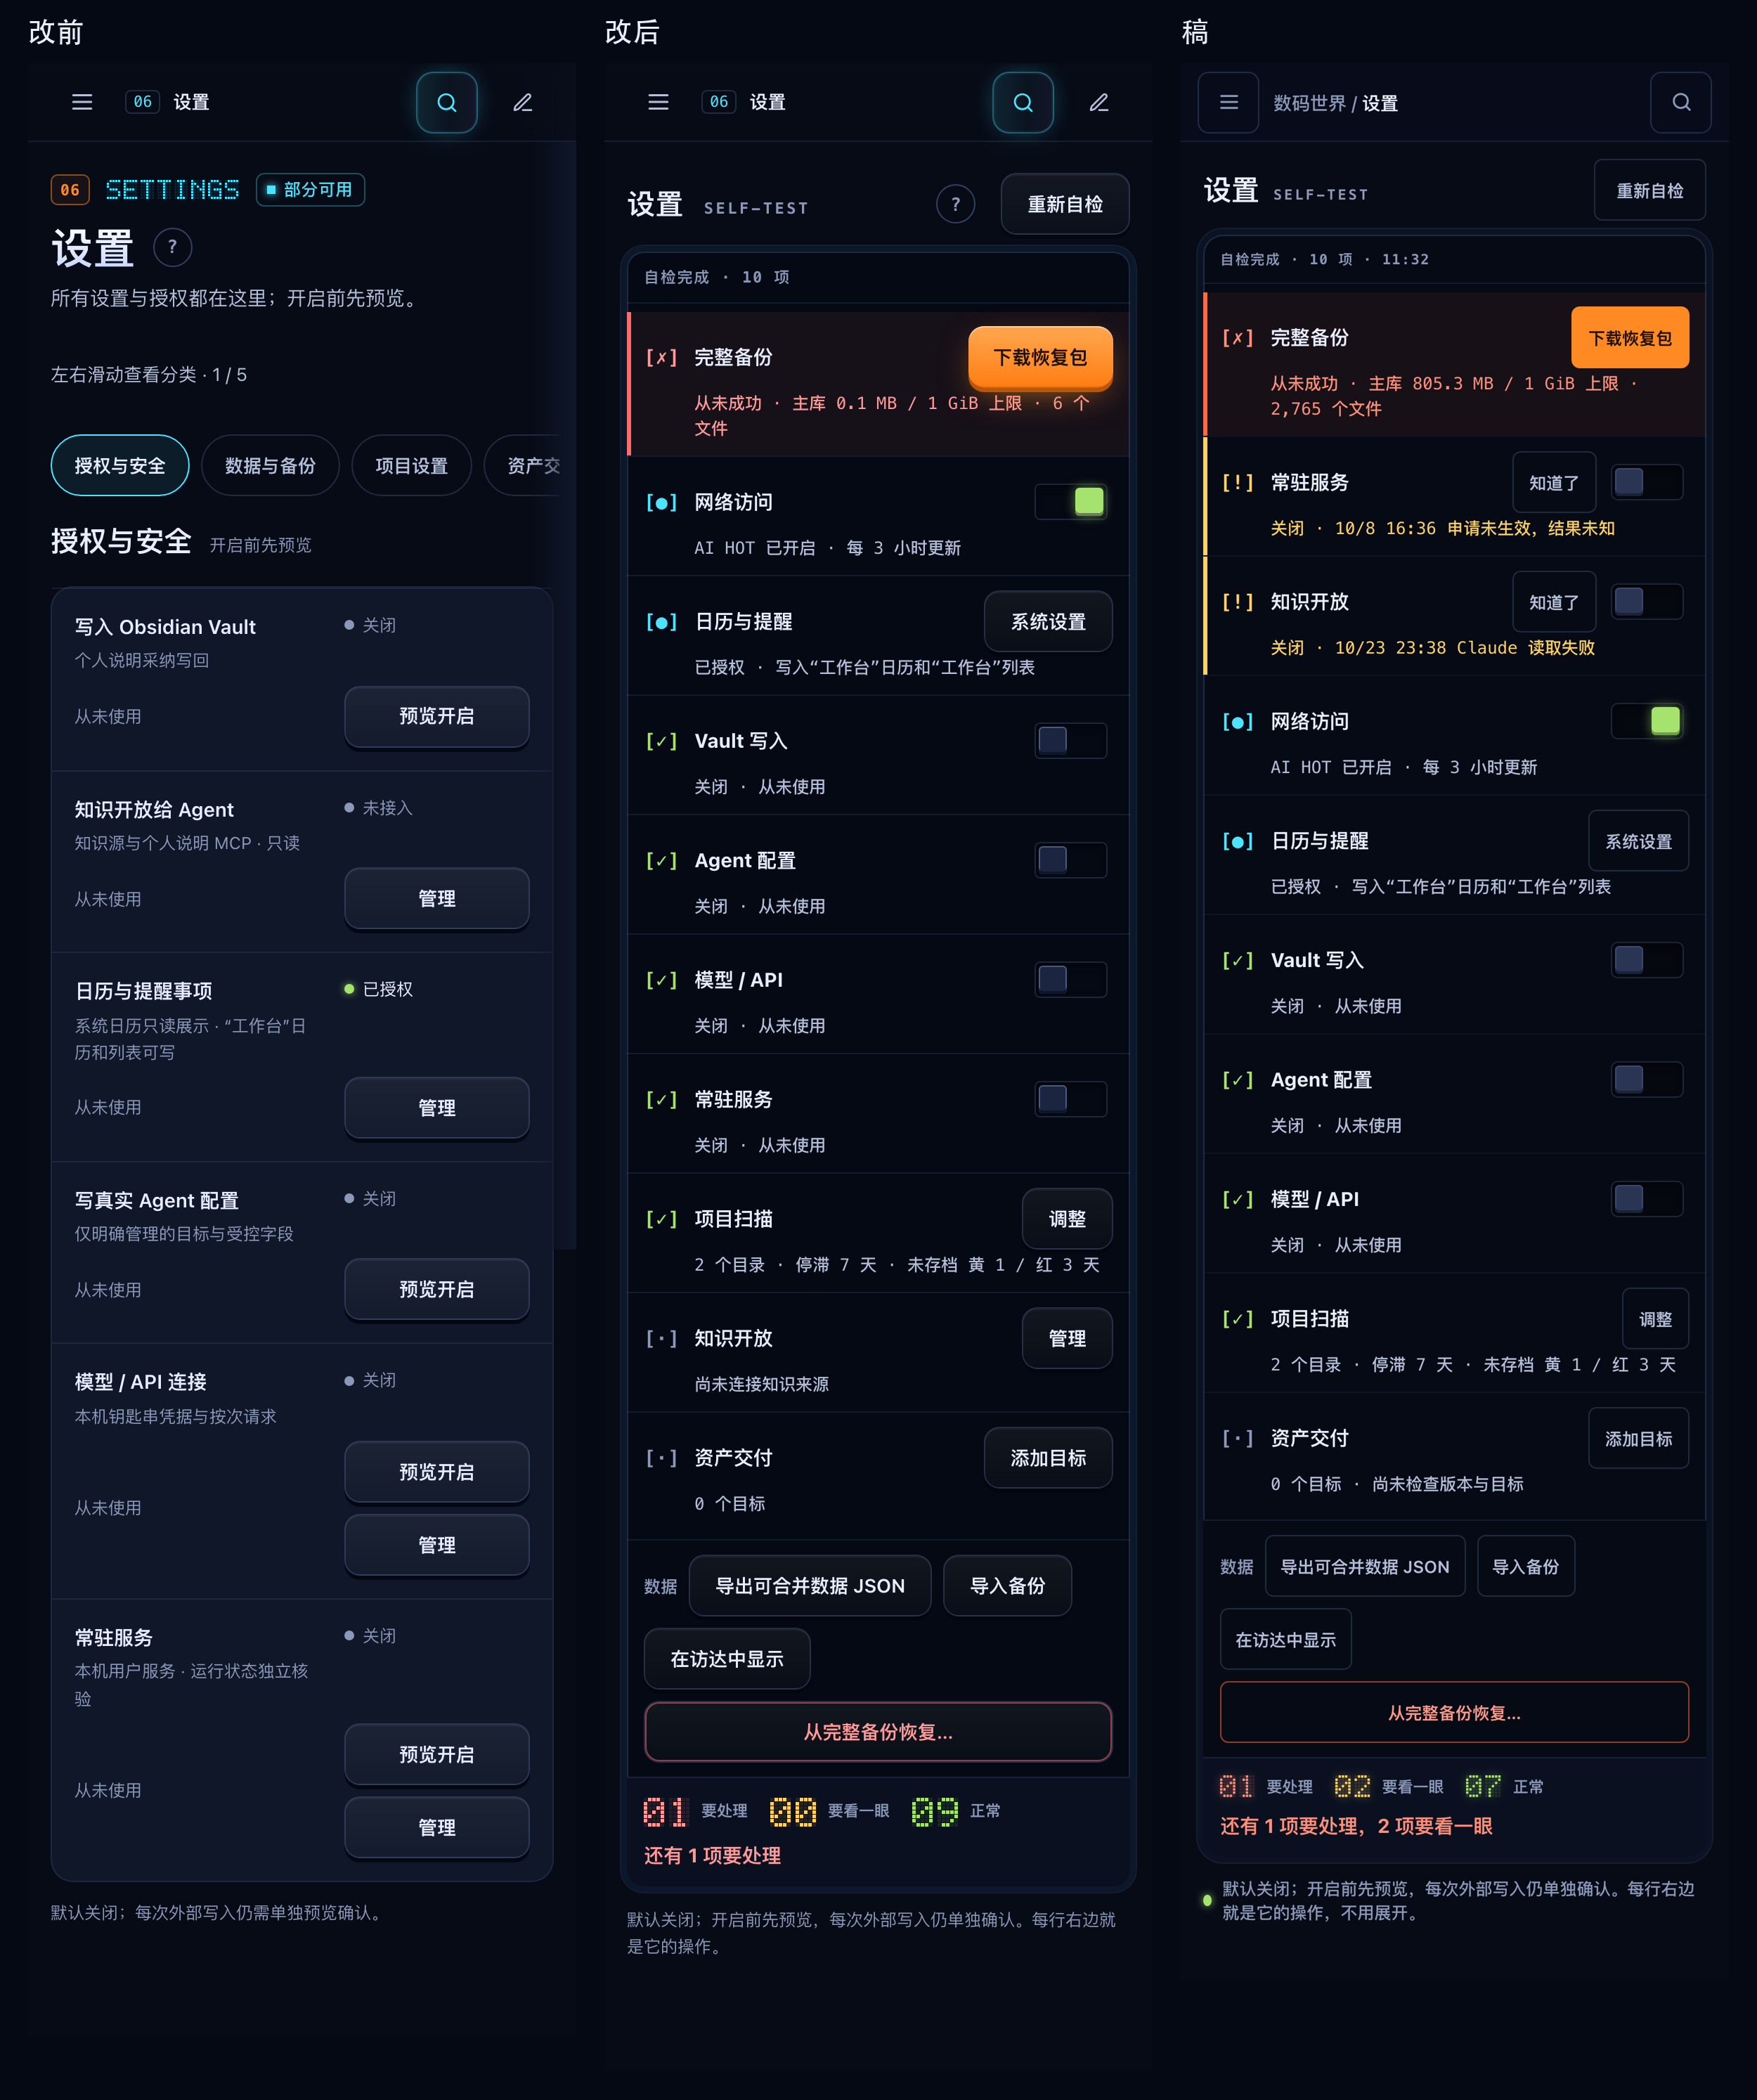 改前
06 设置
06 SETTINGS 部分可用
设置 ?
所有设置与授权都在这里；开启前先预览。
左右滑动查看分类 · 1 / 5
授权与安全 数据与备份 项目设置 资产交
授权与安全 开启前先预览
写入 Obsidian Vault 关闭
个人说明采纳写回
从未使用 预览开启
知识开放给 Agent 未接入
知识源与个人说明 MCP · 只读
从未使用 管理
日历与提醒事项 已授权
系统日历只读展示 · “工作台”日
历和列表可写
从未使用 管理
写真实 Agent 配置 关闭
仅明确管理的目标与受控字段
从未使用 预览开启
模型 / API 连接 关闭
本机钥匙串凭据与按次请求
预览开启
从未使用
管理
常驻服务 关闭
本机用户服务 · 运行状态独立核
验
预览开启
从未使用
管理
默认关闭；每次外部写入仍需单独预览确认。
改后
06 设置
设置 SELF-TEST ? 重新自检
自检完成 · 10 项
[✗] 完整备份 下载恢复包
从未成功 · 主库 0.1 MB / 1 GiB 上限 · 6 个
文件
[●] 网络访问
AI HOT 已开启 · 每 3 小时更新
[●] 日历与提醒 系统设置
已授权 · 写入“工作台”日历和“工作台”列表
[✓] Vault 写入
关闭 · 从未使用
[✓] Agent 配置
关闭 · 从未使用
[✓] 模型 / API
关闭 · 从未使用
[✓] 常驻服务
关闭 · 从未使用
[✓] 项目扫描 调整
2 个目录 · 停滞 7 天 · 未存档 黄 1 / 红 3 天
[·] 知识开放 管理
尚未连接知识来源
[·] 资产交付 添加目标
0 个目标
数据 导出可合并数据 JSON 导入备份
在访达中显示
从完整备份恢复…
01 要处理 00 要看一眼 09 正常
还有 1 项要处理
默认关闭；开启前先预览，每次外部写入仍单独确认。每行右边就
是它的操作。
稿
数码世界 / 设置
设置 SELF-TEST 重新自检
自检完成 · 10 项 · 11:32
[✗] 完整备份 下载恢复包
从未成功 · 主库 805.3 MB / 1 GiB 上限 ·
2,765 个文件
[!] 常驻服务 知道了
关闭 · 10/8 16:36 申请未生效，结果未知
[!] 知识开放 知道了
关闭 · 10/23 23:38 Claude 读取失败
[●] 网络访问
AI HOT 已开启 · 每 3 小时更新
[●] 日历与提醒 系统设置
已授权 · 写入“工作台”日历和“工作台”列表
[✓] Vault 写入
关闭 · 从未使用
[✓] Agent 配置
关闭 · 从未使用
[✓] 模型 / API
关闭 · 从未使用
[✓] 项目扫描 调整
2 个目录 · 停滞 7 天 · 未存档 黄 1 / 红 3 天
[·] 资产交付 添加目标
0 个目标 · 尚未检查版本与目标
数据 导出可合并数据 JSON 导入备份
在访达中显示
从完整备份恢复…
01 要处理 02 要看一眼 07 正常
还有 1 项要处理，2 项要看一眼
默认关闭；开启前先预览，每次外部写入仍单独确认。每行右边
就是它的操作，不用展开。